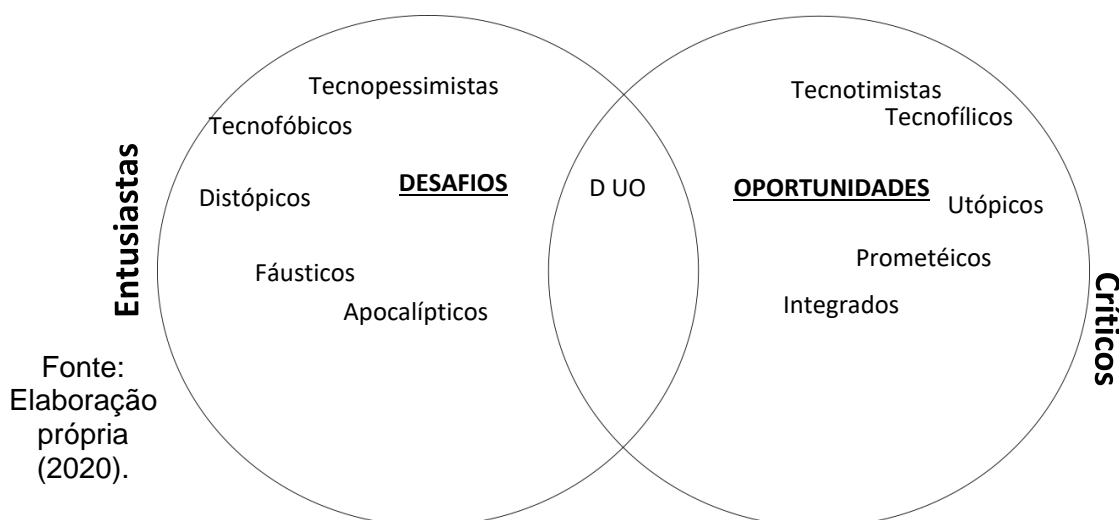 Entusiastas
Tecnopessimistas
Tecnofóbicos
DESAFIOS
Distópicos
Fáusticos
Apocalípticos
D UO
Tecnotimistas
Tecnofílicos
OPORTUNIDADES
Utópicos
Prometéicos
Integrados
Críticos
Fonte:
Elaboração
própria
(2020).